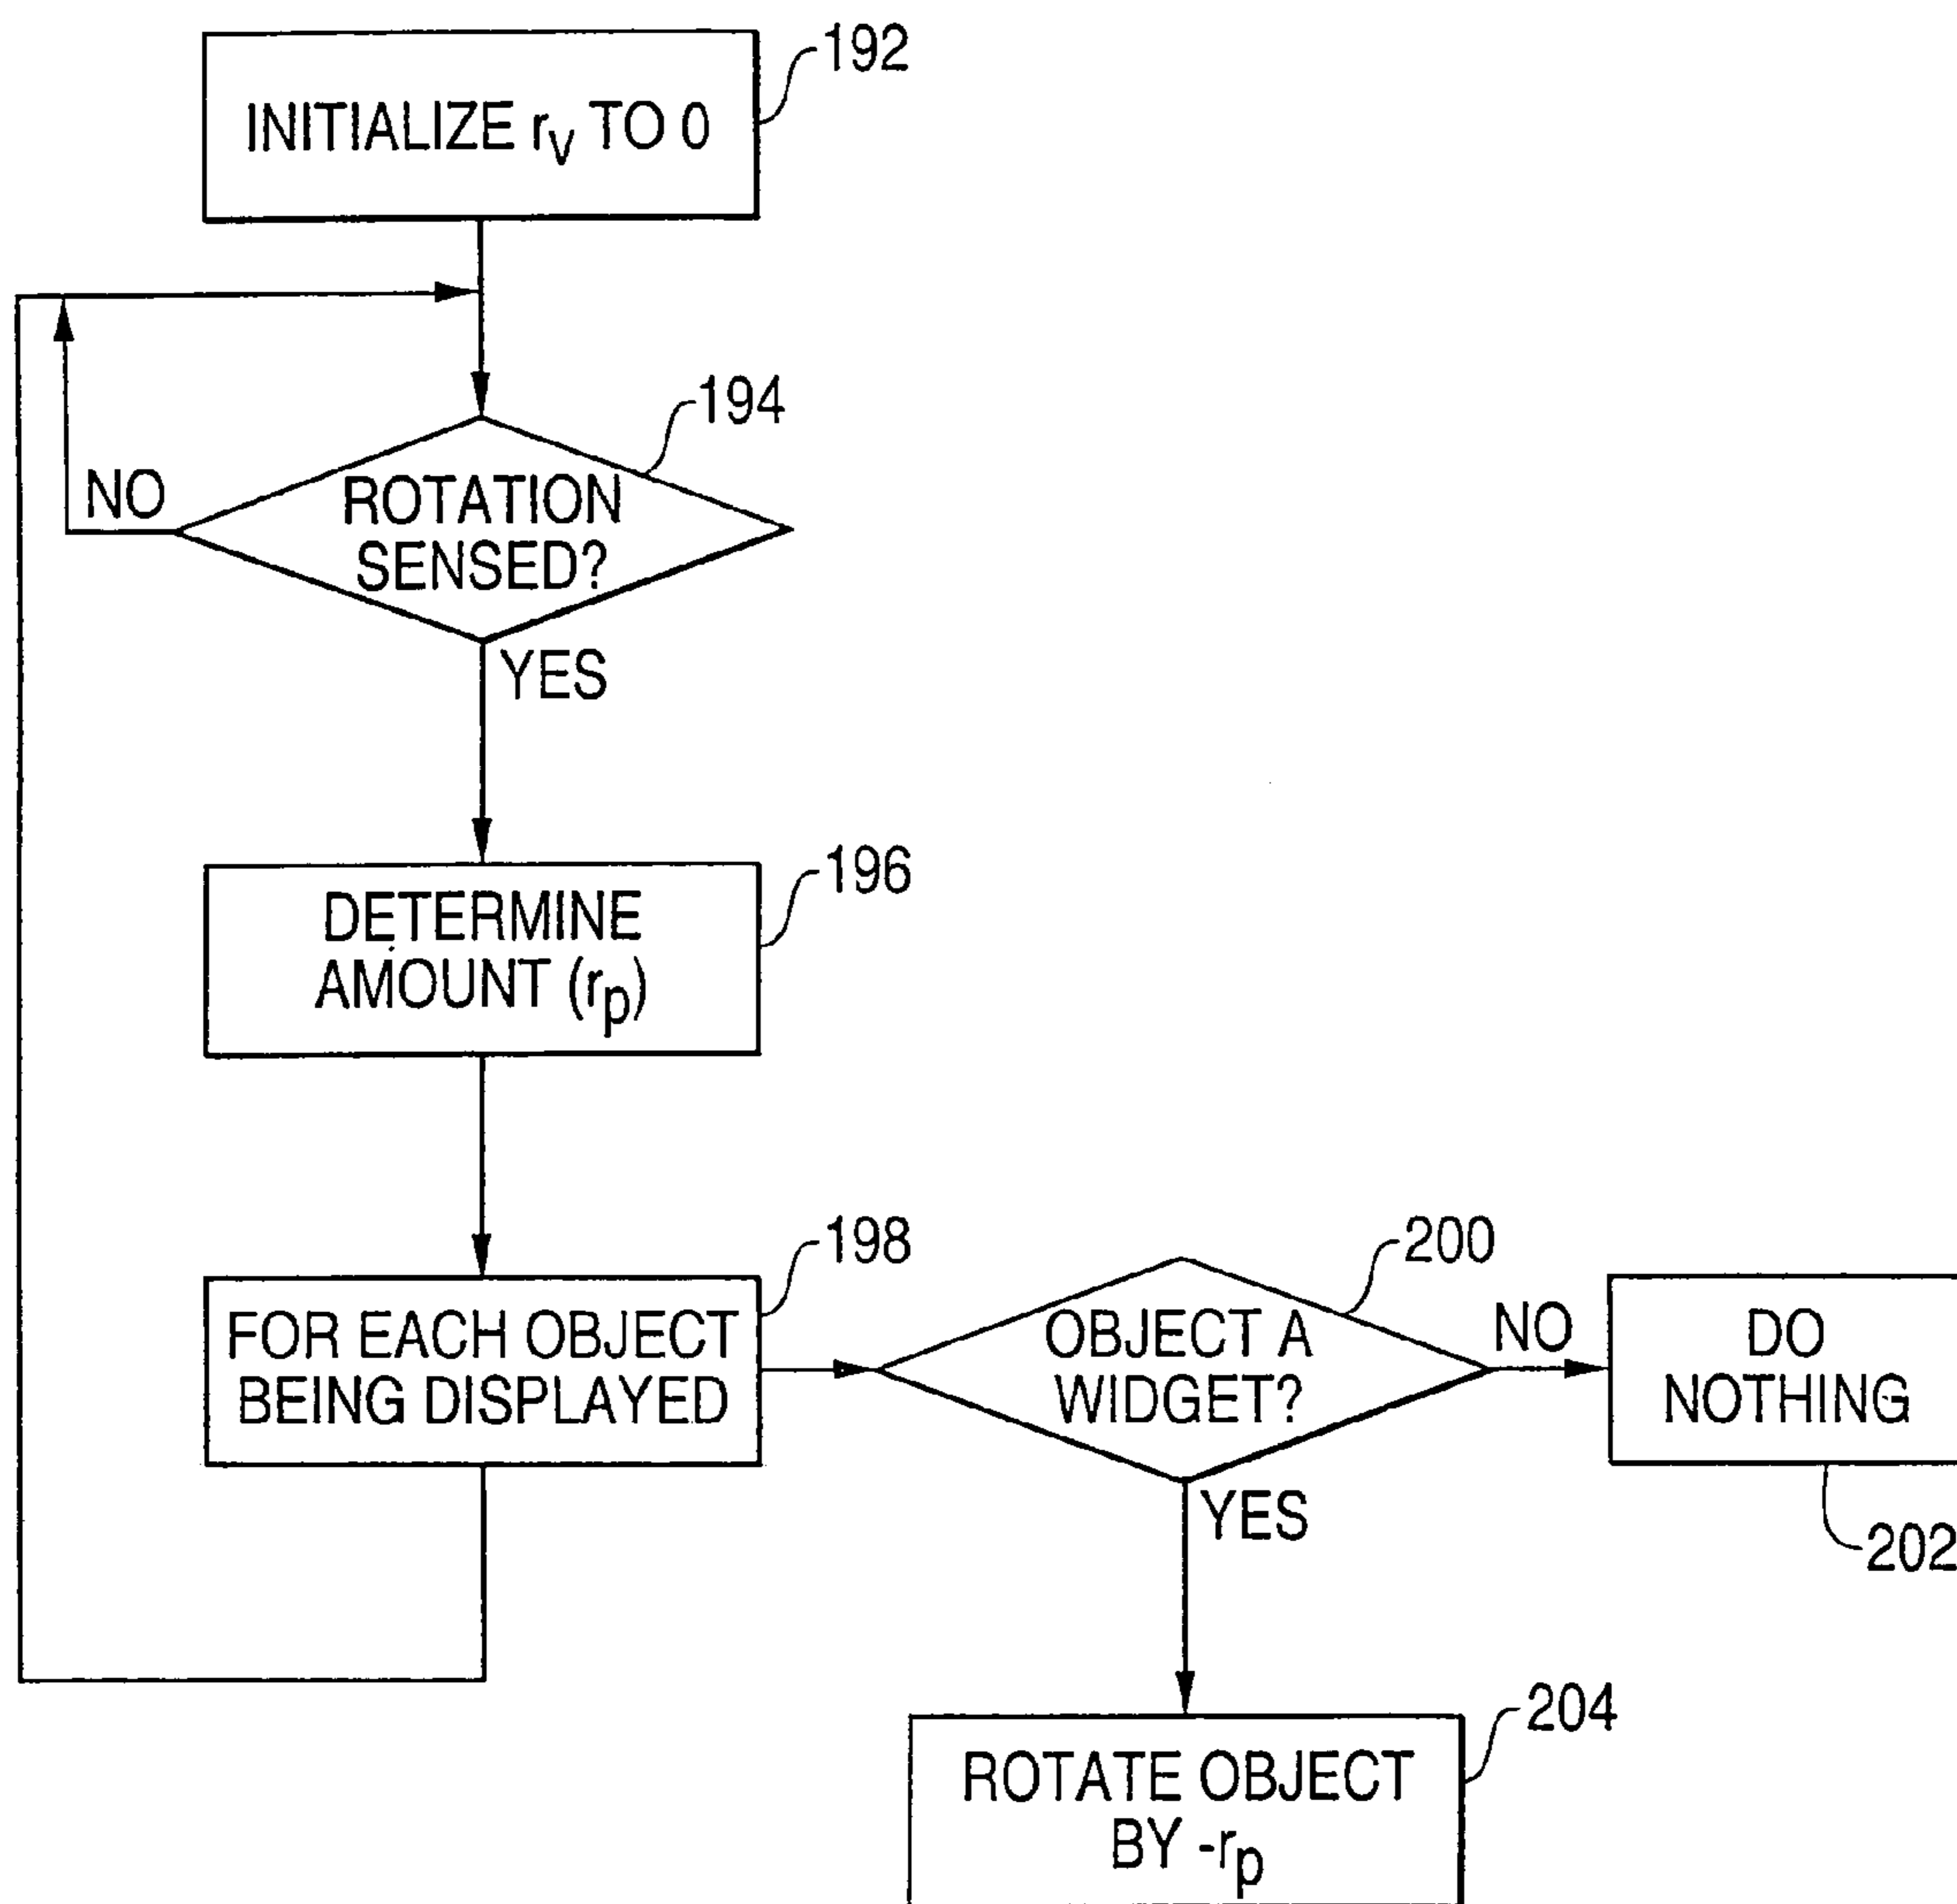 192
INITIALIZE rv TO 0
194
ROTATION
SENSED?
NO
YES
196
DETERMINE
AMOUNT (rp)
198
FOR EACH OBJECT
BEING DISPLAYED
200
OBJECT A
WIDGET?
NO
DO
NOTHING
202
YES
204
ROTATE OBJECT
BY -rp